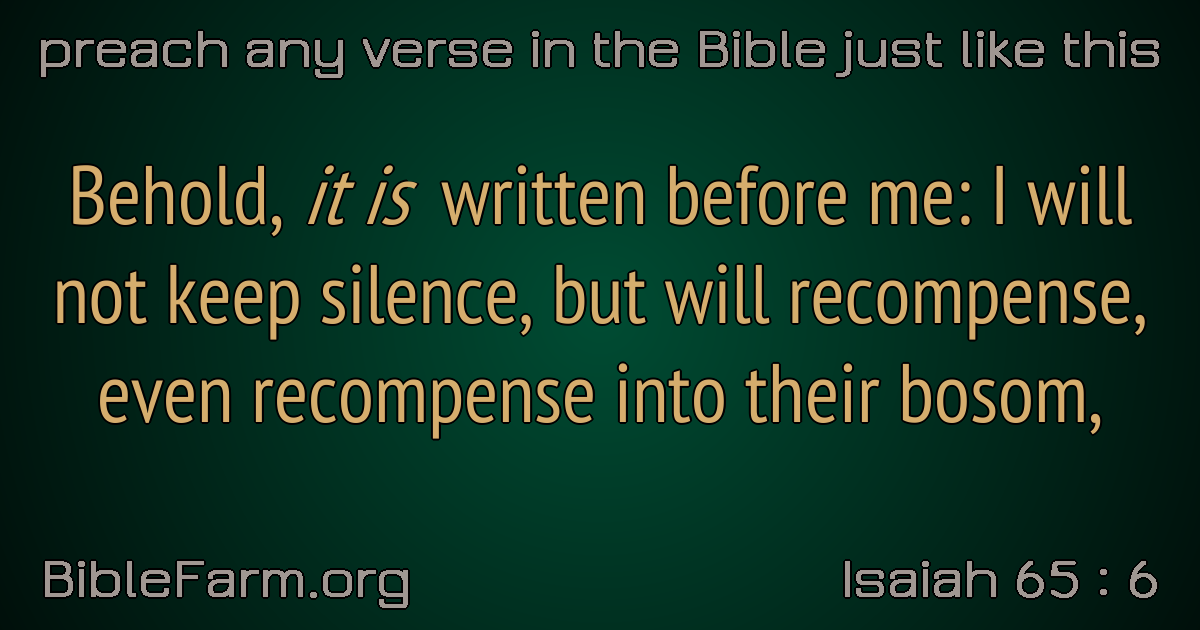 preach any verse in the Bible just like this
Behold, it is written before me: I will
not keep silence, but will recompense,
even recompense into their bosom,
BibleFarm.org
Isaiah 65 : 6